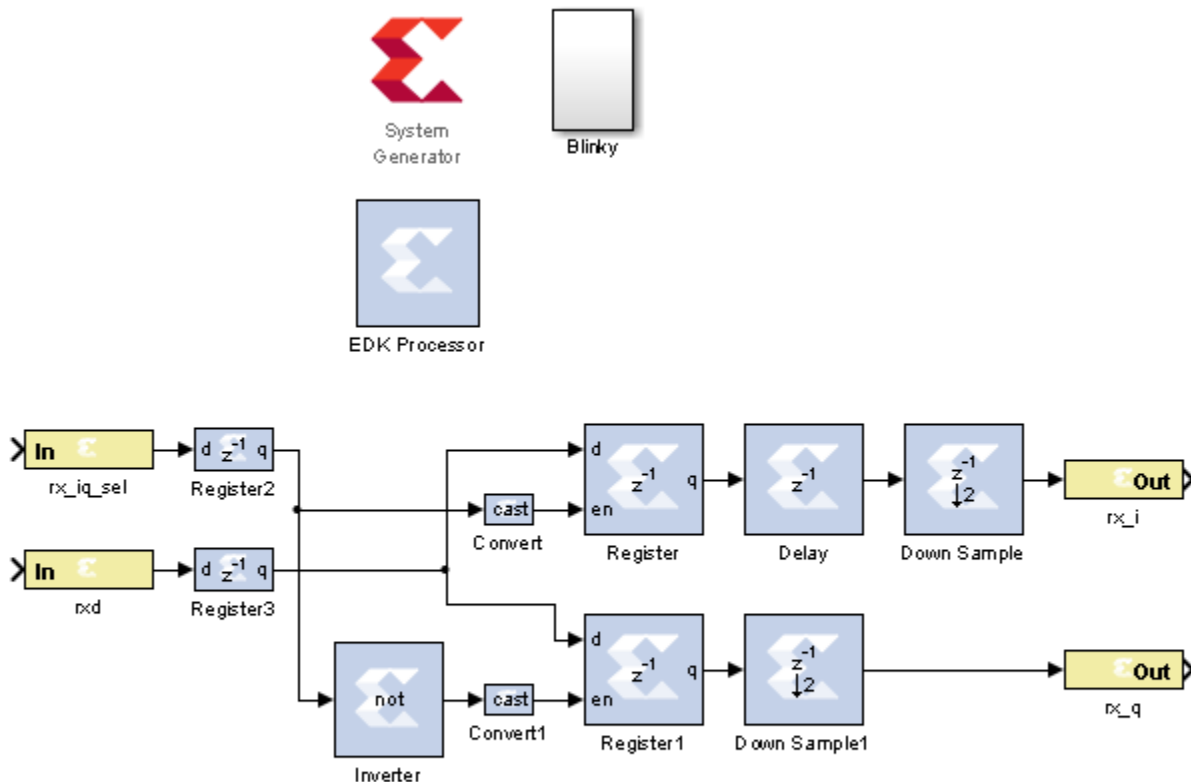 System
Generator
Blinky
EDK Processor
In
rx_iq_sel
d z-1 q
Register2
In
rxd
d z-1 q
Register3
cast
Convert
d
en
z-1
q
Register
z-1
Delay
z-1
↓2
Down Sample
Out
rx_i
not
Inverter
cast
Convert1
d
en
z-1
q
Register1
z-1
↓2
Down Sample1
Out
rx_q